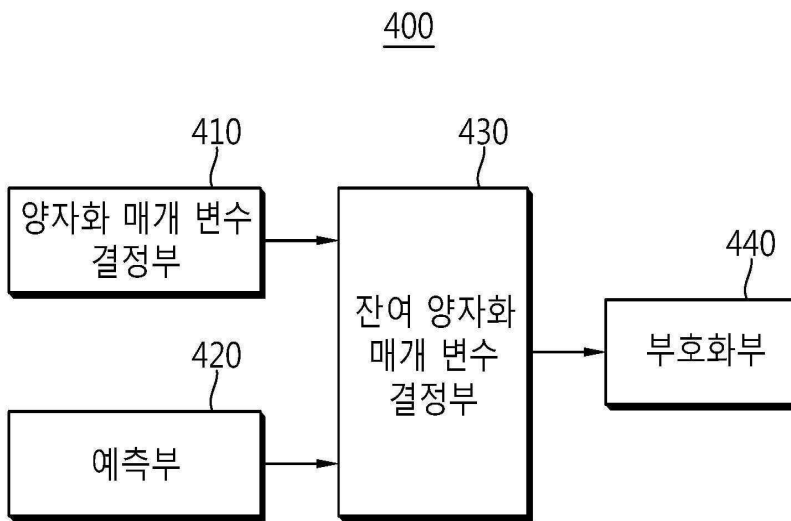 400
410
양자화 매개 변수
결정부
420
예측부
430
잔여 양자화
매개 변수
결정부
440
부호화부